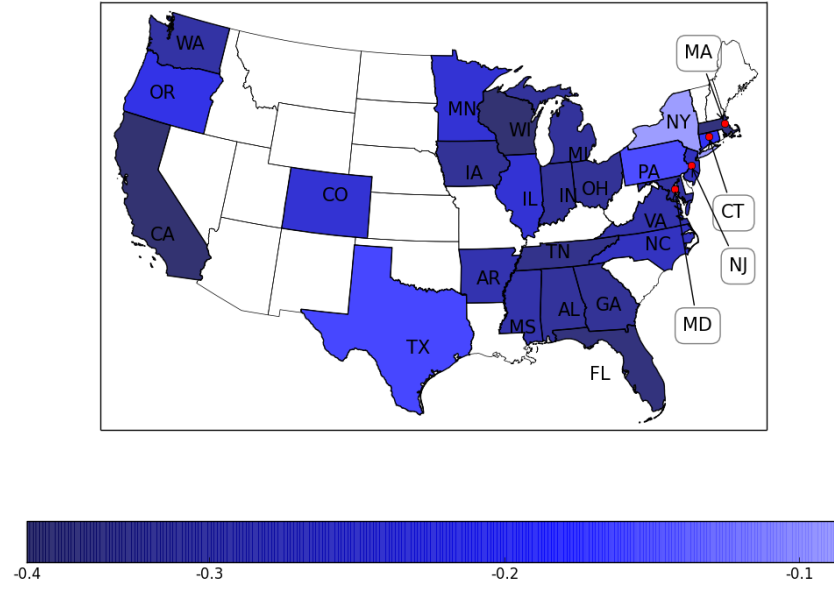 WA
MA
OR
MN
NY
WI
MI
PA
IA
OH
CO
IL
IN
CT
VA
CA
NC
TN
NJ
AR
GA
AL
MD
MS
TX
FL
-0.4 -0.3 -0.2 -0.1